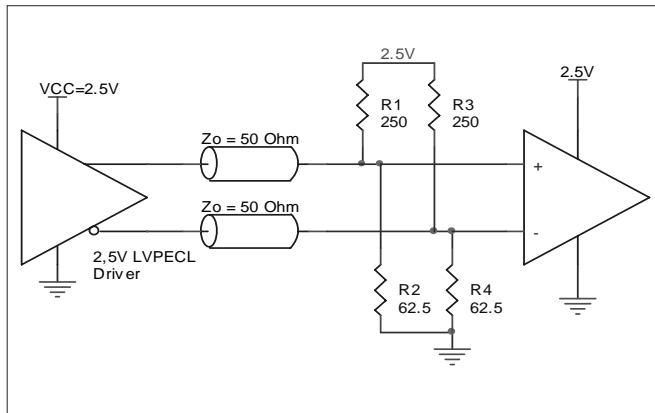 2.5V
VCC=2.5V
2.5V
R1
250
R3
250
Zo = 50 Ohm
+
Zo = 50 Ohm
-
2,5V LVPECL
Driver
R2
62.5
R4
62.5